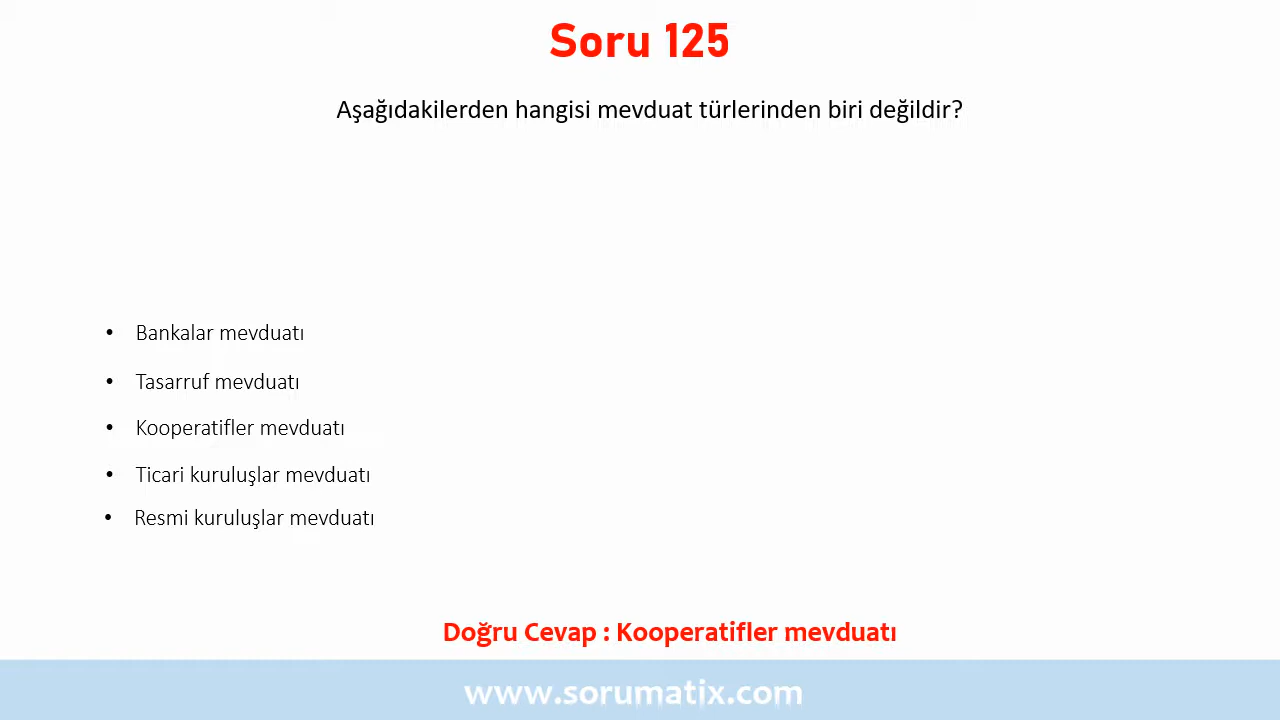 Soru 125
Aşağıdakilerden hangisi mevduat türlerinden biri değildir?
• Bankalar mevduatı
• Tasarruf mevduatı
• Kooperatifler mevduatı
• Ticari kuruluşlar mevduatı
• Resmi kuruluşlar mevduatı
Doğru Cevap : Kooperatifler mevduatı
www.sorumatix.com